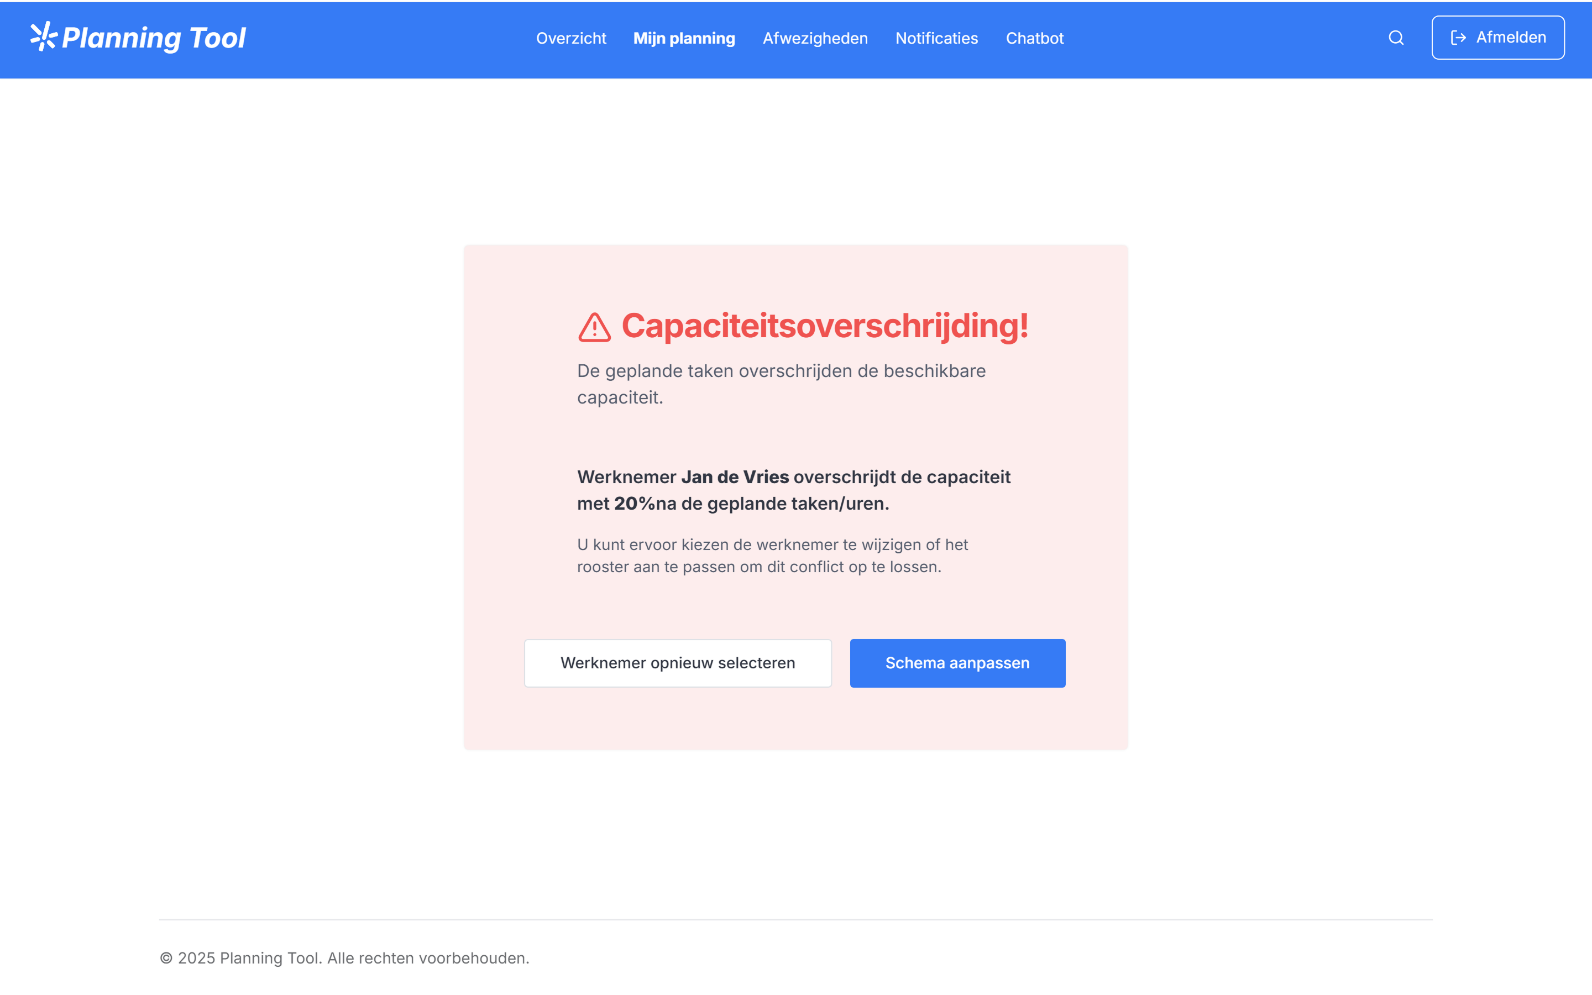 Planning Tool
Overzicht
Mijn planning
Afwezigheden
Notificaties
Chatbot
Afmelden
Capaciteitsoverschrijding!
De geplande taken overschrijden de beschikbare
capaciteit.
Werknemer Jan de Vries overschrijdt de capaciteit
met 20%na de geplande taken/uren.
U kunt ervoor kiezen de werknemer te wijzigen of het
rooster aan te passen om dit conflict op te lossen.
Werknemer opnieuw selecteren
Schema aanpassen
© 2025 Planning Tool. Alle rechten voorbehouden.